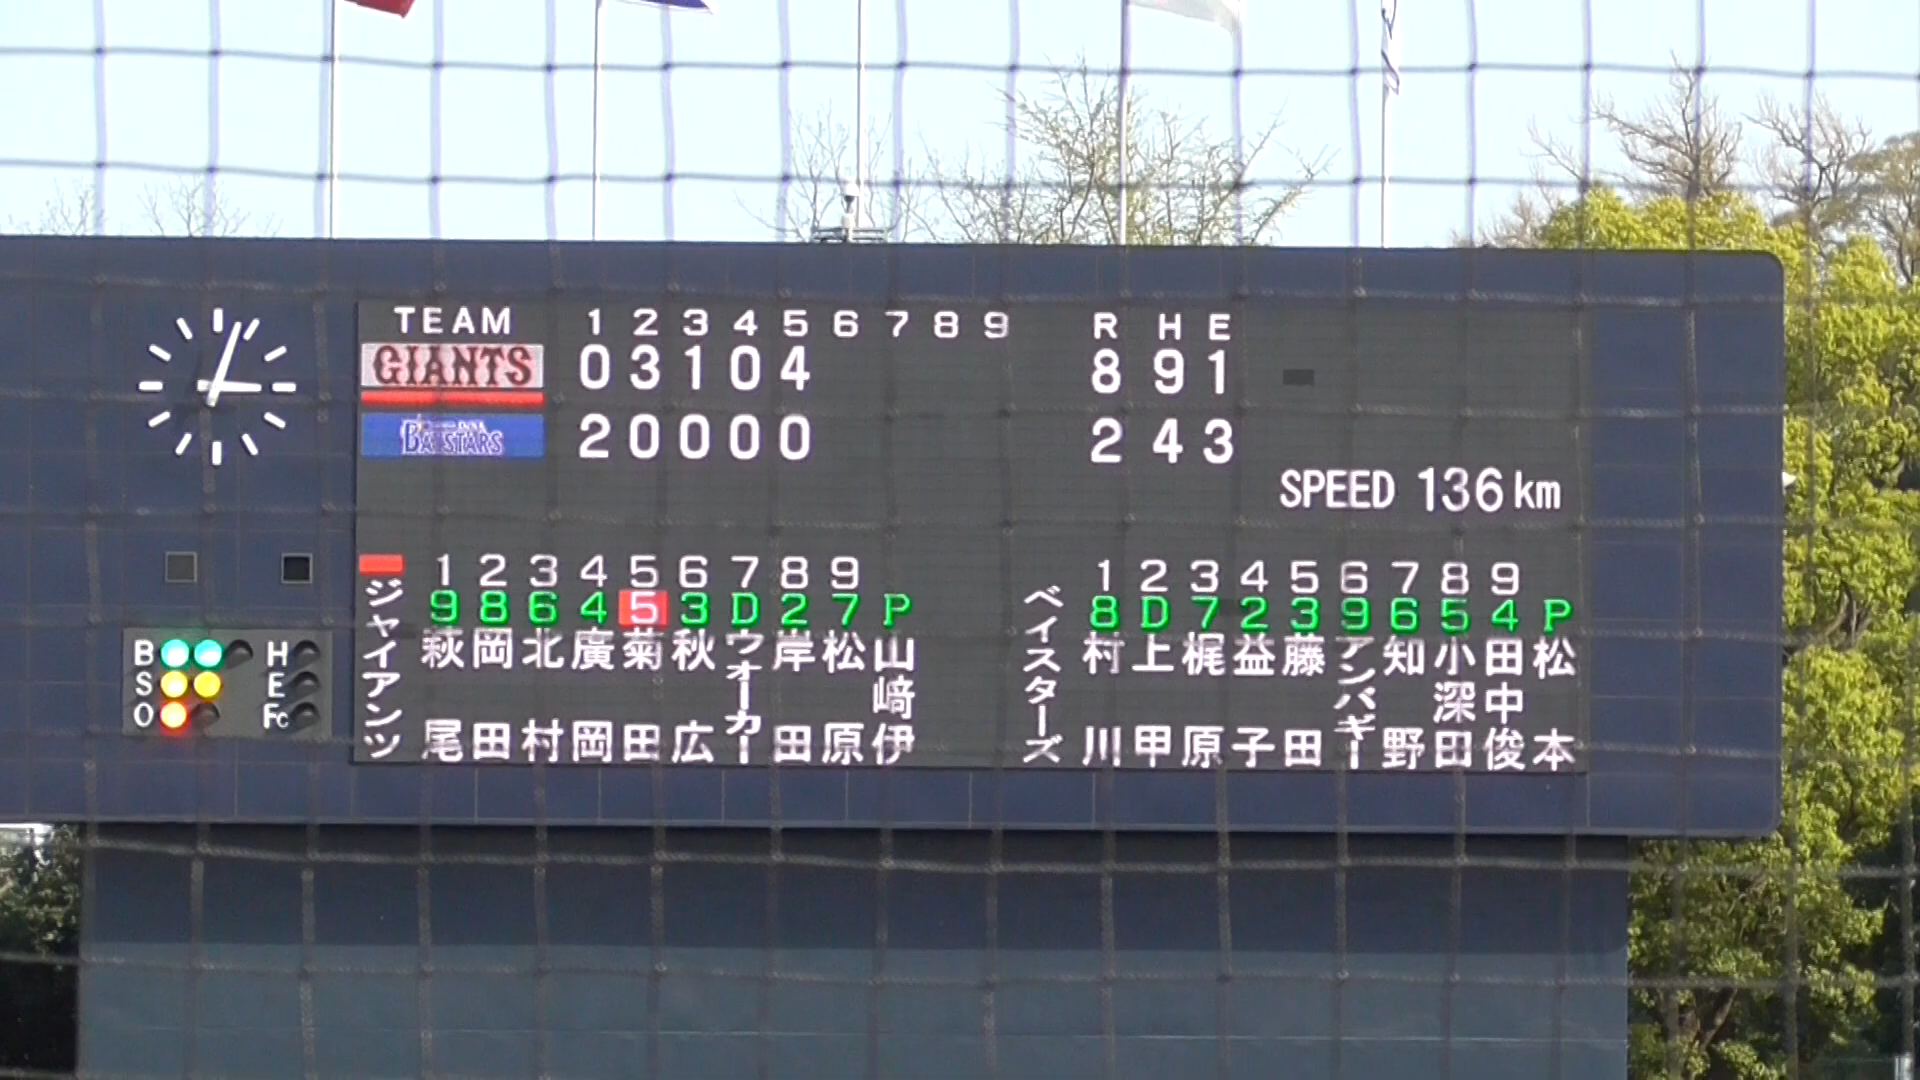 TEAM 1 2 3 4 5 6 7 8 9 R H E
GIANTS 0 3 1 0 4 8 9 1
BAYSTARS 2 0 0 0 0 2 4 3
SPEED 136km
ジャイアンツ
1 2 3 4 5 6 7 8 9
9 8 6 4 5 3 D 2 7 P
萩尾
岡田
北村
廣岡
菊田
秋広
ウォーカー
岸田
松原
山﨑伊
ベイスターズ
1 2 3 4 5 6 7 8 9
8 D 7 2 3 9 6 5 4 P
村川
上甲
梶原
益子
藤田
アンバギー
知野
小深田
田中俊
松本
B H
S E
O Fc